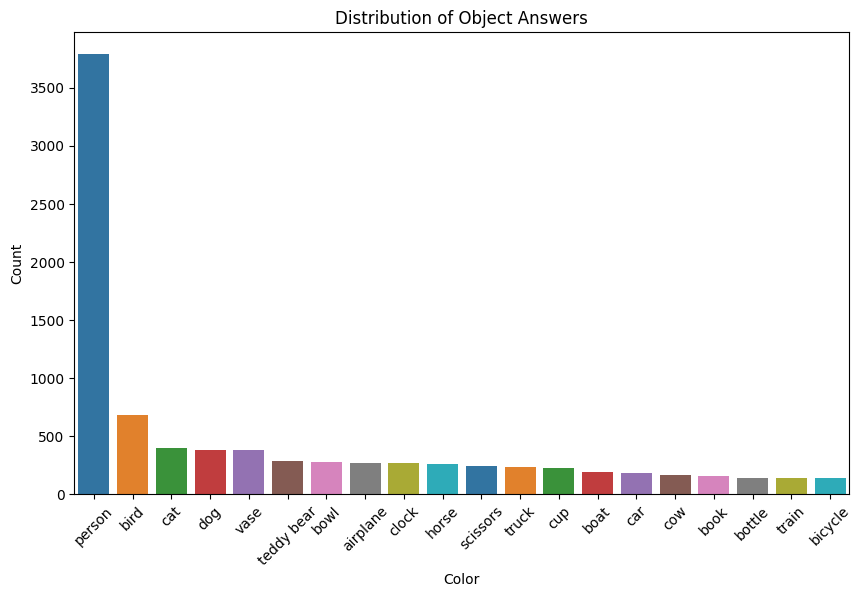 Distribution of Object Answers
Count
3500
3000
2500
2000
1500
1000
500
0
person
bird
cat
dog
vase
teddy bear
bowl
airplane
clock
horse
scissors
truck
cup
boat
car
cow
book
bottle
train
bicycle
Color